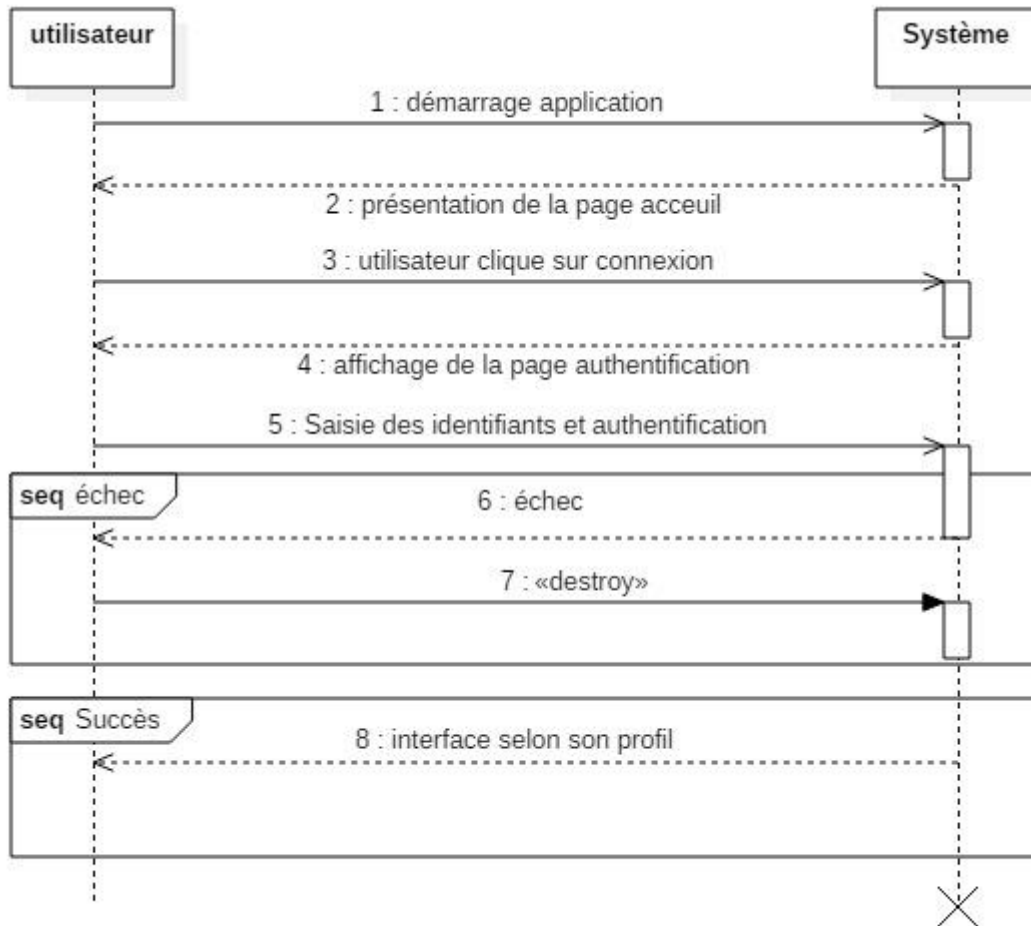 utilisateur
Système
1 : démarrage application
2 : présentation de la page acceuil
3 : utilisateur clique sur connexion
4 : affichage de la page authentification
5 : Saisie des identifiants et authentification
seq échec
6 : échec
7 : «destroy»
seq Succès
8 : interface selon son profil